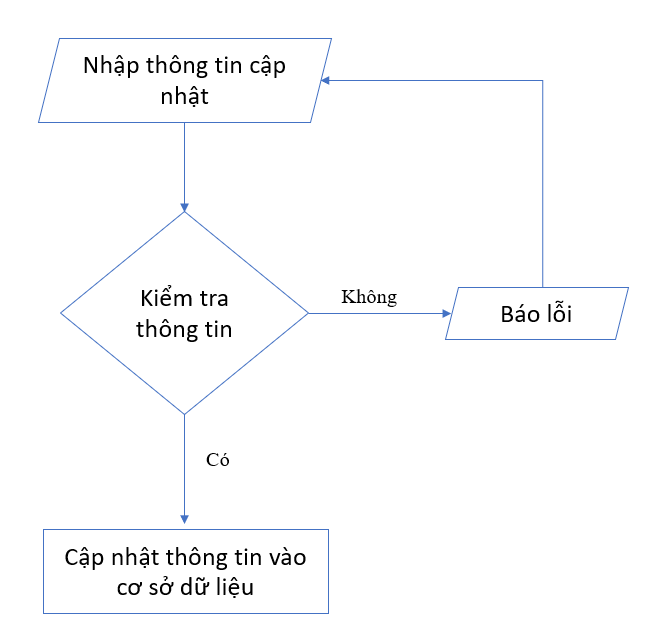 Nhập thông tin cập
nhật
Kiểm tra
thông tin
Không
Báo lỗi
Có
Cập nhật thông tin vào
cơ sở dữ liệu